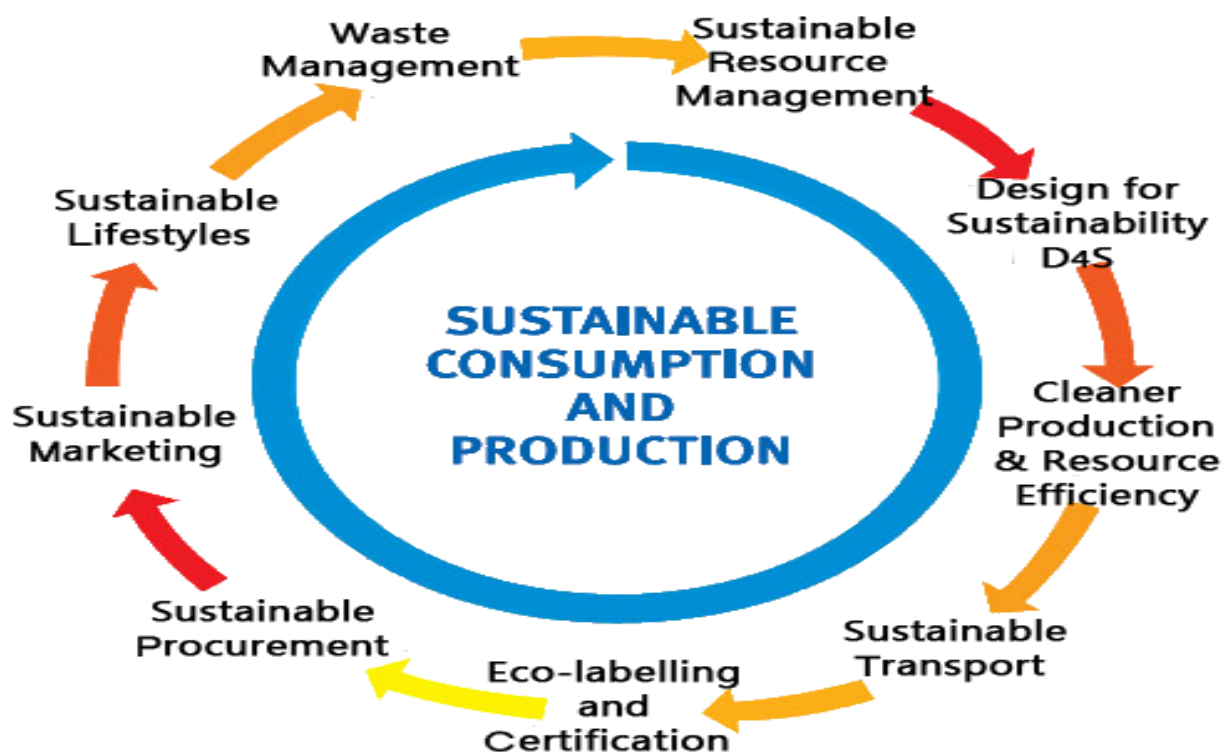 Waste
Management
Sustainable
Resource
Management
Design for
Sustainability
D4S
Cleaner
Production
& Resource
Efficiency
Sustainable
Transport
Eco-labelling
and
Certification
Sustainable
Procurement
Sustainable
Marketing
Sustainable
Lifestyles
SUSTAINABLE
CONSUMPTION
AND
PRODUCTION